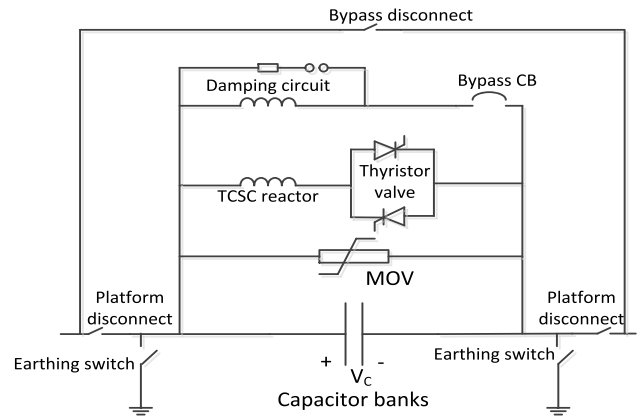 Bypass disconnect
Damping circuit
Bypass CB
Thyristor
valve
TCSC reactor
MOV
Platform
disconnect
Platform
disconnect
Earthing switch
Earthing switch
+ -
VC
Capacitor banks